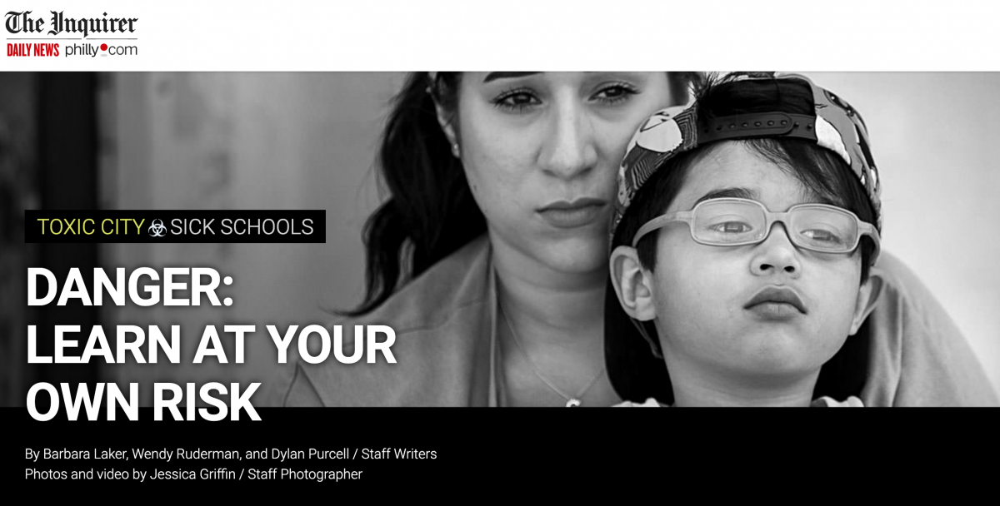 The Inquirer
DAILY NEWS philly.com
TOXIC CITY SICK SCHOOLS
DANGER:
LEARN AT YOUR
OWN RISK
By Barbara Laker, Wendy Ruderman, and Dylan Purcell / Staff Writers
Photos and video by Jessica Griffin / Staff Photographer